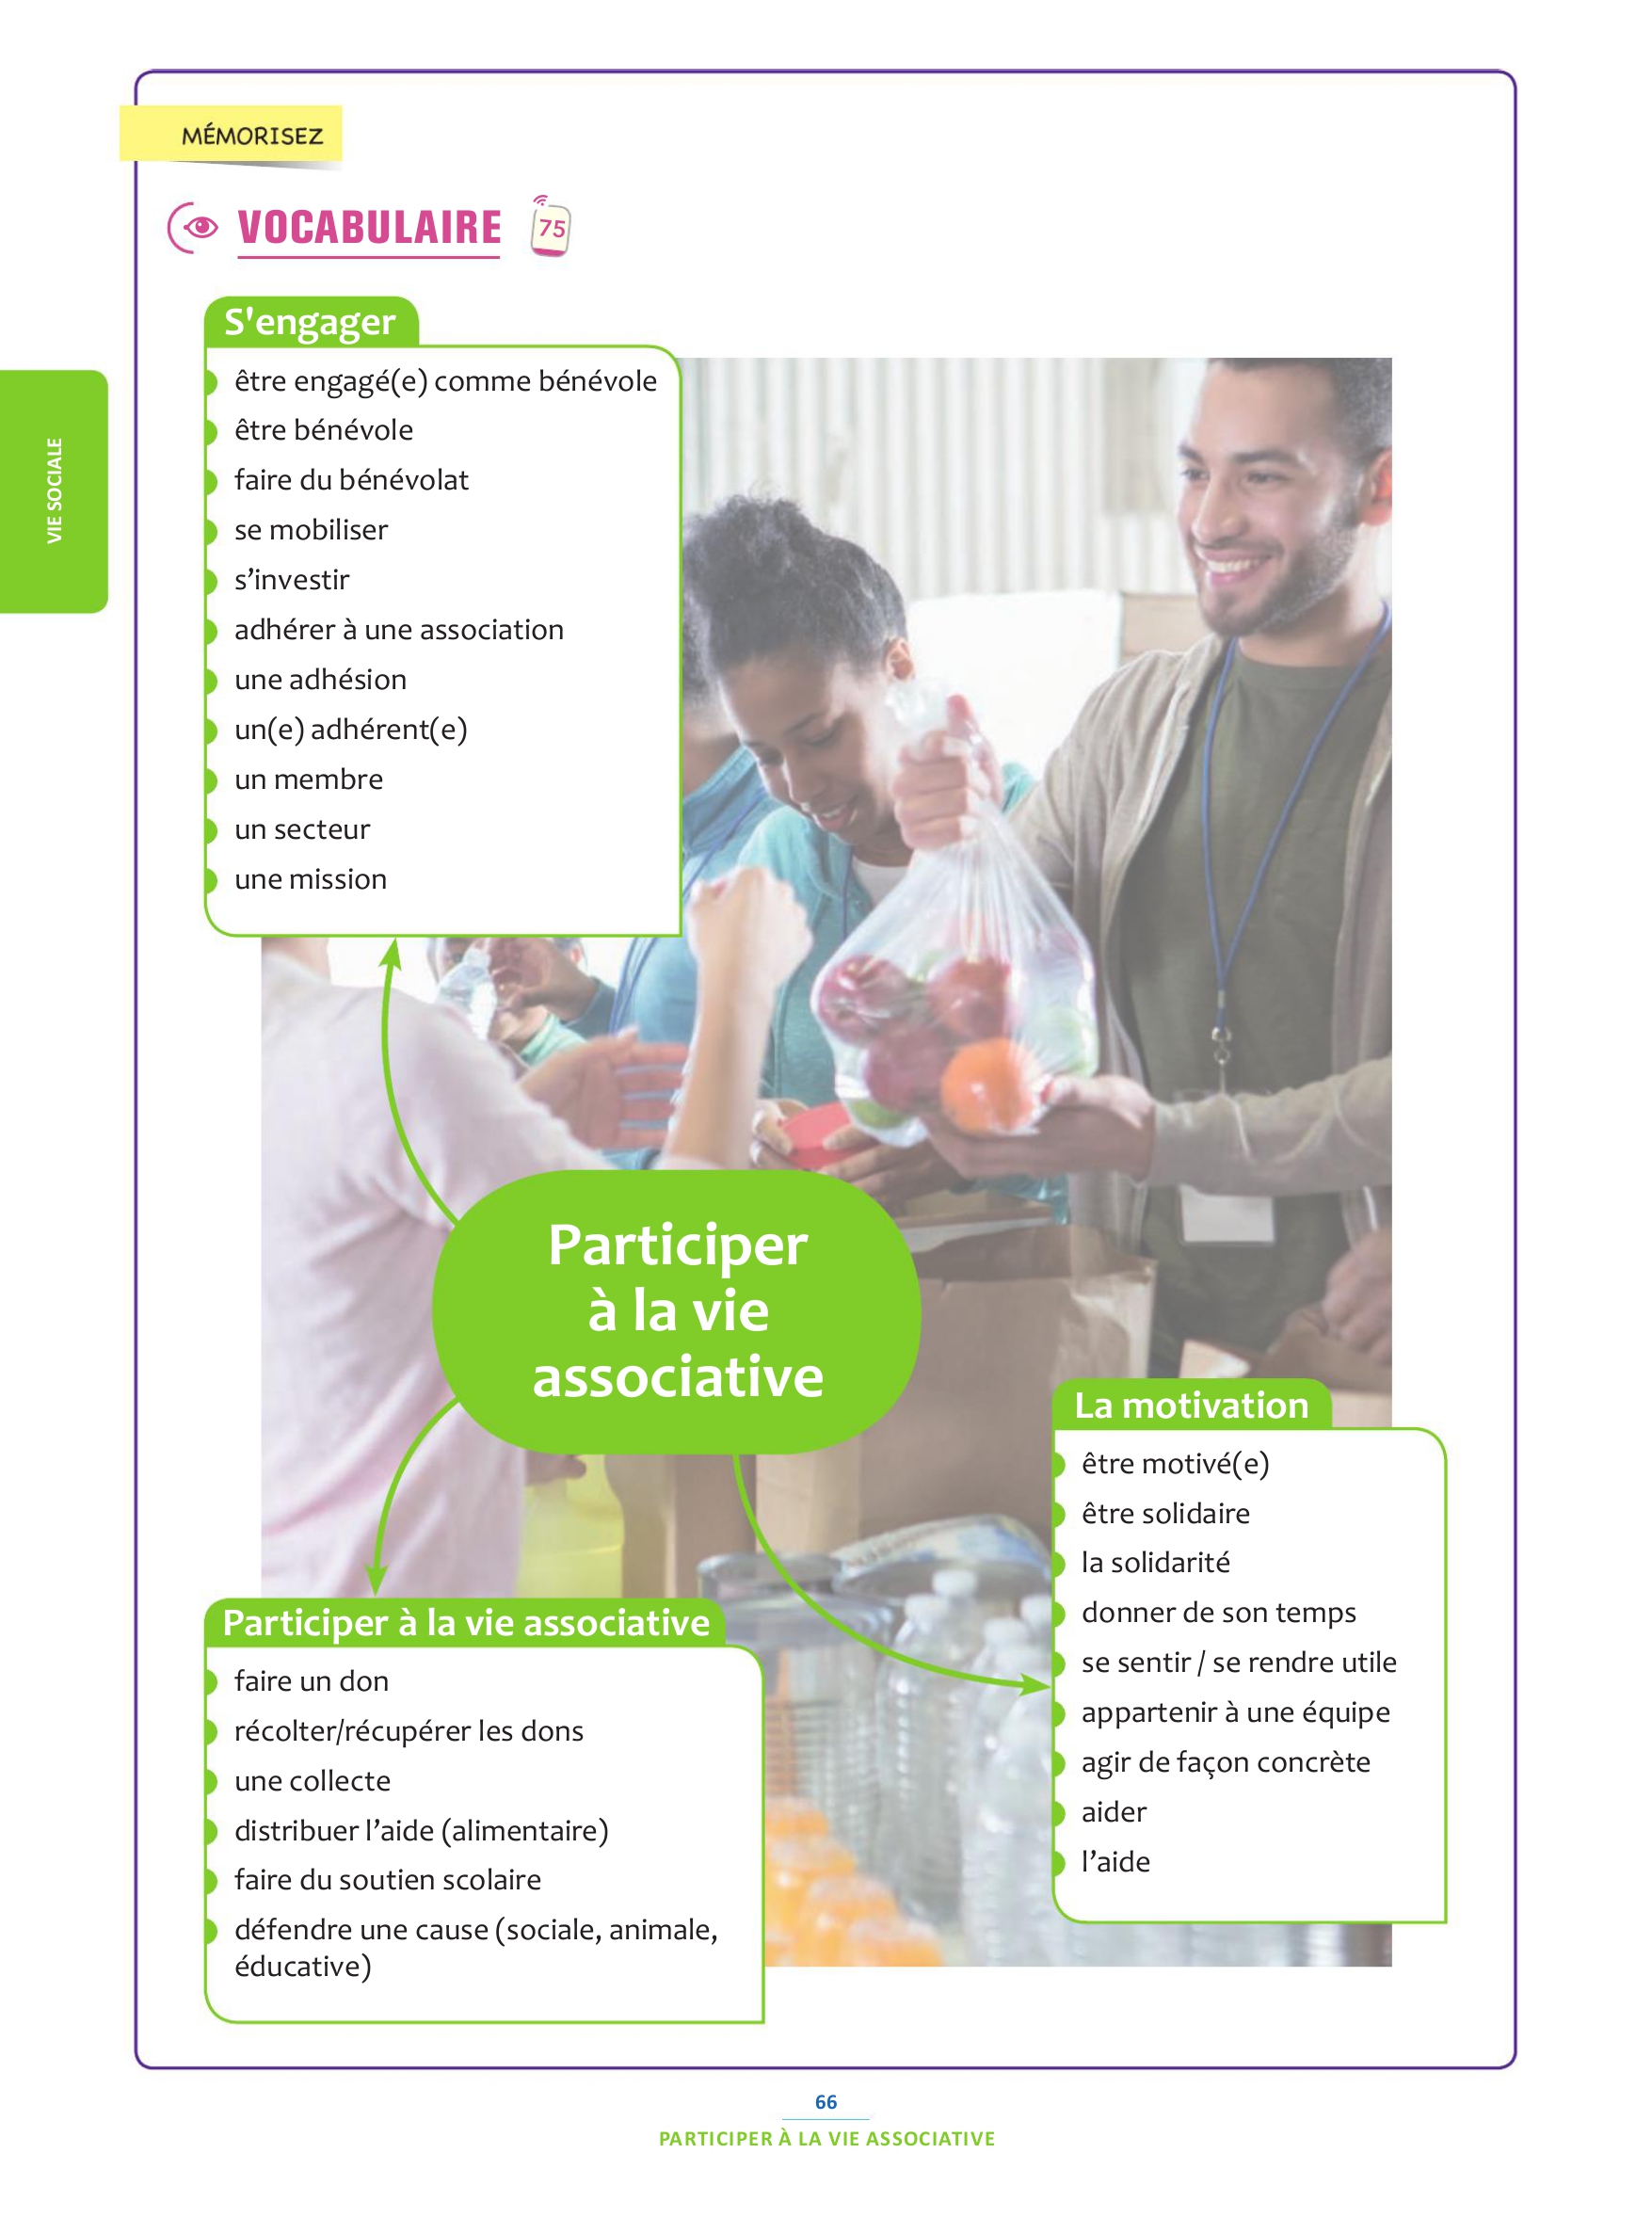 MÉMORISEZ
VOCABULAIRE
75
VIE SOCIALE
S'engager
être engagé(e) comme bénévole
être bénévole
faire du bénévolat
se mobiliser
s’investir
adhérer à une association
une adhésion
un(e) adhérent(e)
un membre
un secteur
une mission
Participer
à la vie
associative
La motivation
être motivé(e)
être solidaire
la solidarité
donner de son temps
se sentir / se rendre utile
appartenir à une équipe
agir de façon concrète
aider
l’aide
Participer à la vie associative
faire un don
récolter/récupérer les dons
une collecte
distribuer l’aide (alimentaire)
faire du soutien scolaire
défendre une cause (sociale, animale,
éducative)
66
PARTICIPER À LA VIE ASSOCIATIVE